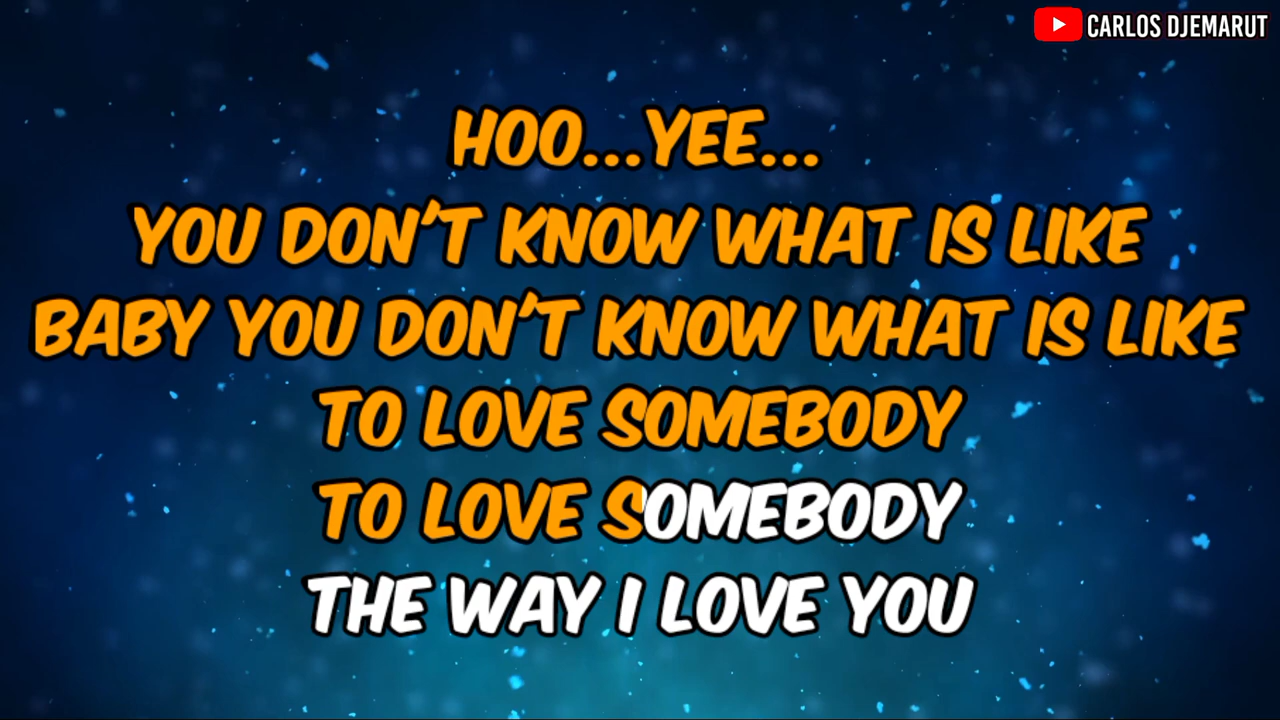 CARLOS DJEMARUT
HOO...YEE...
YOU DON'T KNOW WHAT IS LIKE
BABY YOU DON'T KNOW WHAT IS LIKE
TO LOVE SOMEBODY
TO LOVE SOMEBODY
THE WAY I LOVE YOU